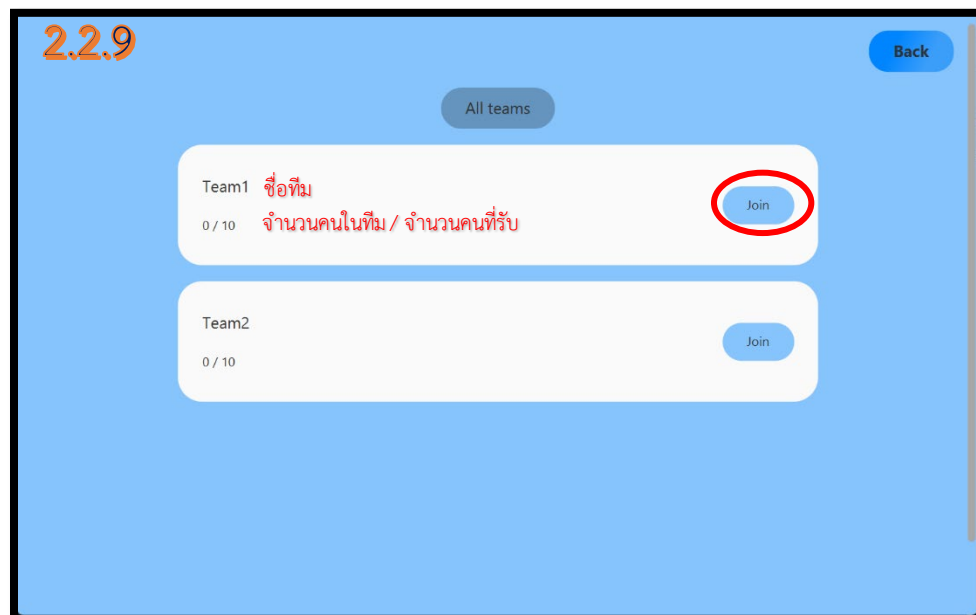 2.2.9
Back
All teams
Team1 ชื่อทีม
0 / 10 จำนวนคนในทีม / จำนวนคนที่รับ
Join
Team2
0 / 10
Join